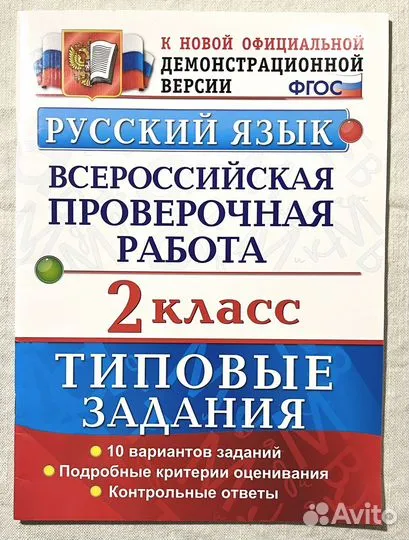 К НОВОЙ ОФИЦИАЛЬНОЙ
ДЕМОНСТРАЦИОННОЙ
ВЕРСИИ
ФГОС
РУССКИЙ ЯЗЫК
ВСЕРОССИЙСКАЯ
ПРОВЕРОЧНАЯ
РАБОТА
2 КЛАСС
ТИПОВЫЕ
ЗАДАНИЯ
10 вариантов заданий
Подробные критерии оценивания
Контрольные ответы
Avito